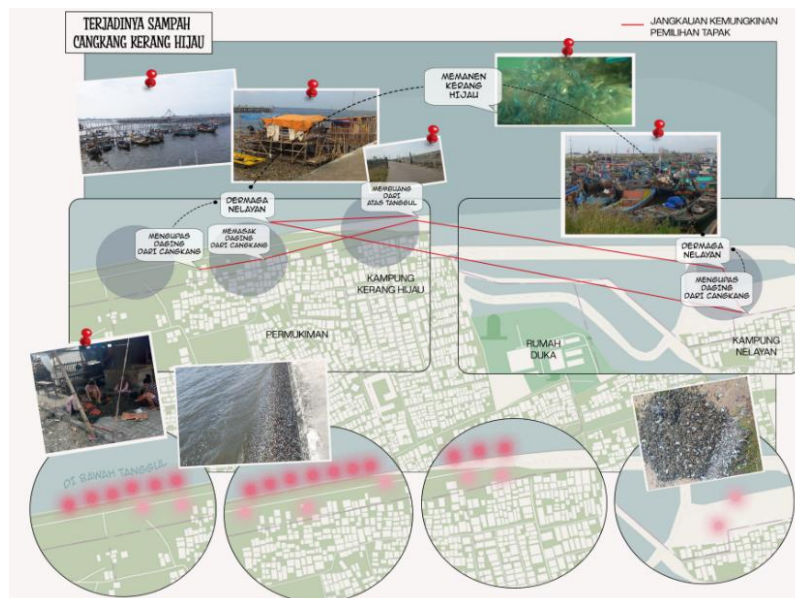 TERJADINYA SAMPAH
CANGKANG KERANG HIJAU
JANGKAUAN KEMUNGKINAN
PEMILIHAN TAPAK
MEMANEN
KERANG
HIJAU
MEMBUANG
DARI
ATAS TANGGUL
DERMAGA
NELAYAN
MENGUPAS
DAGING
DARI CANGKANG
MEMASAK
DAGING
DARI CANGKANG
DERMAGA
NELAYAN
MENGUPAS
DAGING
DARI CANGKANG
KAMPUNG
KERANG HIJAU
PERMUKIMAN
RUMAH
DUKA
KAMPUNG
NELAYAN
DI BAWAH TANGGUL